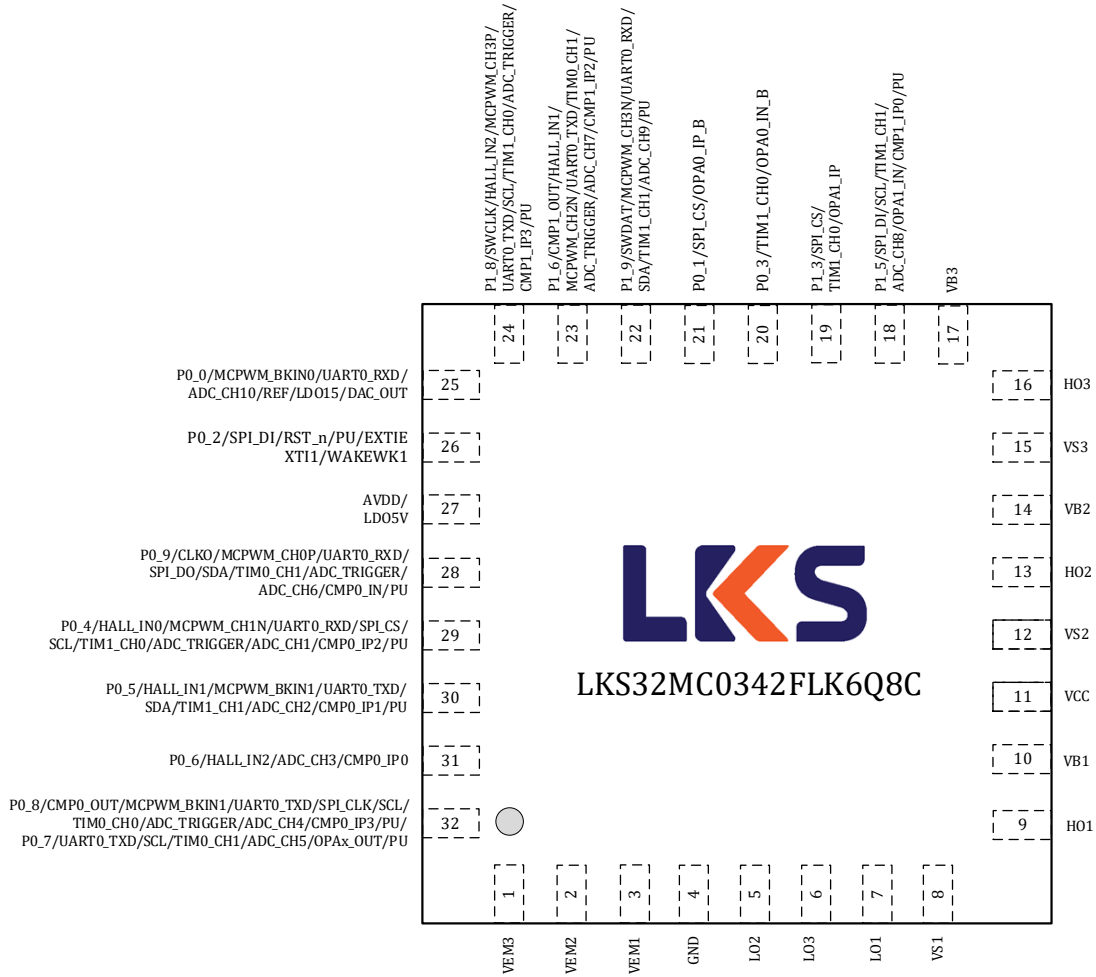 P1_8/SWCLK/HALL_IN2/MCPWM_CH3P/
UART0_TXD/SCL/TIM1_CH0/ADC_TRIGGER/
CMP1_IP3/PU
P1_6/CMP1_OUT/HALL_IN1/
MCPWM_CH2N/UART0_TXD/TIM0_CH1/
ADC_TRIGGER/ADC_CH7/CMP1_IP2/PU
P1_9/SWDAT/MCPWM_CH3N/UART0_RXD/
SDA/TIM1_CH1/ADC_CH9/PU
P0_1/SPI_CS/OPA0_IP_B
P0_3/TIM1_CH0/OPA0_IN_B
P1_3/SPI_CS/
TIM1_CH0/OPA1_IP
P1_5/SPI_DI/SCL/TIM1_CH1/
ADC_CH8/OPA1_IN/CMP1_IP0/PU
VB3
24
23
22
21
20
19
18
17
P0_0/MCPWM_BKIN0/UART0_RXD/
ADC_CH10/REF/LDO15/DAC_OUT
25
P0_2/SPI_DI/RST_n/PU/EXTIE
XTI1/WAKEWK1
26
AVDD/
LDO5V
27
P0_9/CLKO/MCPWM_CH0P/UART0_RXD/
SPI_DO/SDA/TIM0_CH1/ADC_TRIGGER/
ADC_CH6/CMP0_IN/PU
28
P0_4/HALL_IN0/MCPWM_CH1N/UART0_RXD/SPI_CS/
SCL/TIM1_CH0/ADC_TRIGGER/ADC_CH1/CMP0_IP2/PU
29
P0_5/HALL_IN1/MCPWM_BKIN1/UART0_TXD/
SDA/TIM1_CH1/ADC_CH2/CMP0_IP1/PU
30
P0_6/HALL_IN2/ADC_CH3/CMP0_IP0
31
P0_8/CMP0_OUT/MCPWM_BKIN1/UART0_TXD/SPI_CLK/SCL/
TIM0_CH0/ADC_TRIGGER/ADC_CH4/CMP0_IP3/PU/
P0_7/UART0_TXD/SCL/TIM0_CH1/ADC_CH5/OPAx_OUT/PU
32
LKS
LKS32MC0342FLK6Q8C
16 HO3
15 VS3
14 VB2
13 HO2
12 VS2
11 VCC
10 VB1
9 HO1
1
2
3
4
5
6
7
8
VEM3
VEM2
VEM1
GND
LO2
LO3
LO1
VS1